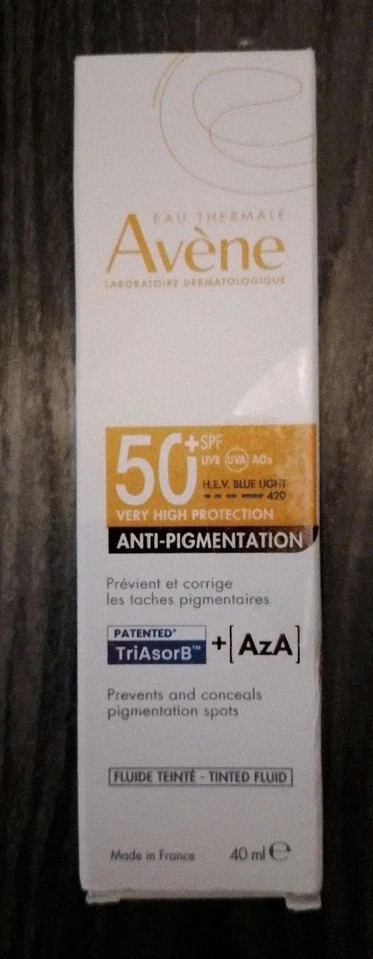 EAU THERMALE
Avène
LABORATOIRE DERMATOLOGIQUE
50+ SPF
UVB UVA AOx
H.E.V. BLUE LIGHT
420
VERY HIGH PROTECTION
ANTI-PIGMENTATION
Prévient et corrige
les taches pigmentaires
PATENTED*
TriAsorB™ + [AzA]
Prevents and conceals
pigmentation spots
FLUIDE TEINTÉ - TINTED FLUID
Made in France 40 ml ℮